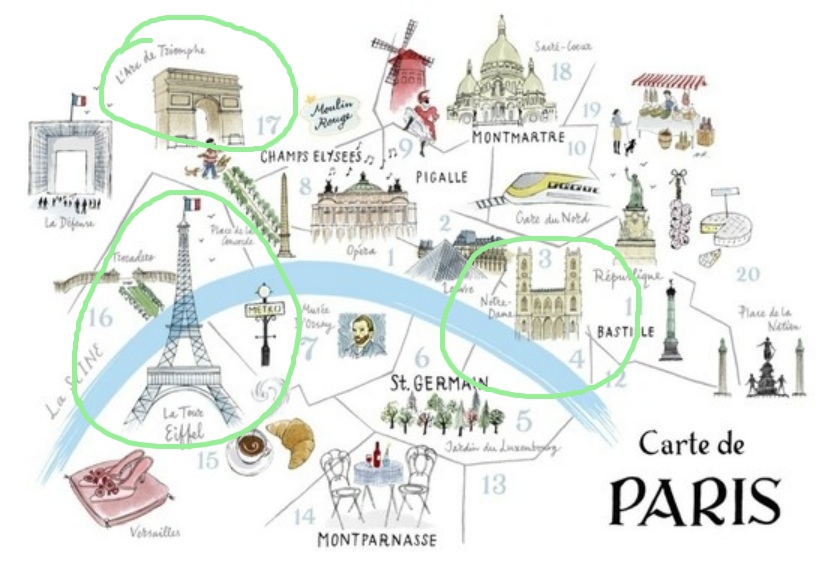 L'Arc de Triomphe
17
Moulin
Rouge
Sacré-Coeur
18
19
MONTMARTRE
10
9
PIGALLE
CHAMPS ELYSEES
La Défense
8
Place de la
Concorde
Opéra
1
2
Gare du Nord
Louvre
3
République
20
Trocadéro
16
METRO
Musée
d'Orsay
7
Notre-
Dame
BASTILLE
4
12
Place de la
Nation
La SEINE
6
St. GERMAIN
5
Jardin du Luxembourg
La Tour
Eiffel
15
Versailles
14
13
MONTPARNASSE
Carte de
PARIS